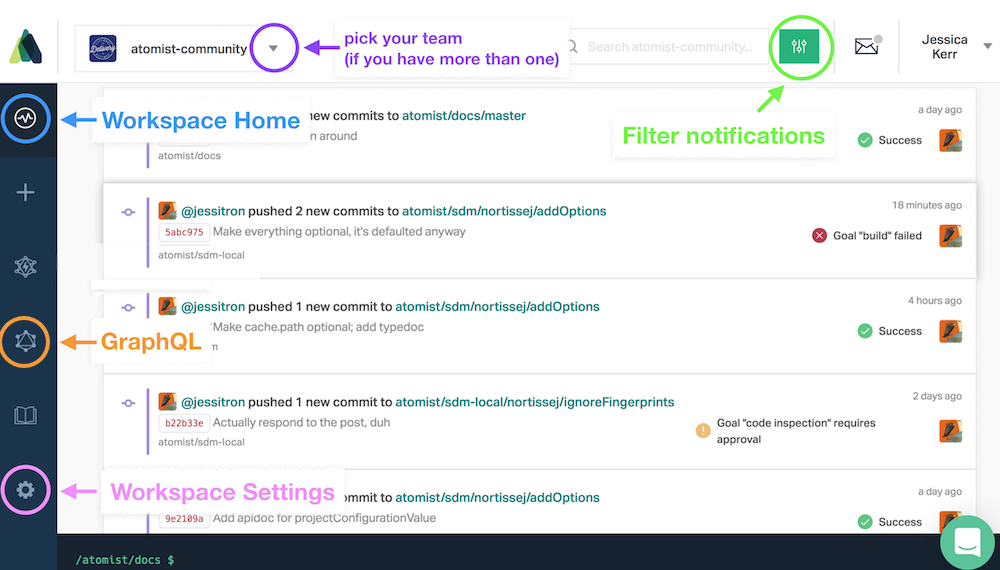 Delivery
atomist-community
pick your team
(if you have more than one)
Search atomist-community...
Jessica
Kerr
Workspace Home
Filter notifications
new commits to atomist/docs/master
a day ago
n around
Success
atomist/docs
@jessitron pushed 2 new commits to atomist/sdm/nortissej/addOptions
18 minutes ago
5abc975 Make everything optional, it's defaulted anyway
Goal "build" failed
atomist/sdm-local
@jessitron pushed 1 new commit to atomist/sdm/nortissej/addOptions
4 hours ago
Make cache.path optional; add typedoc
Success
GraphQL
m
@jessitron pushed 1 new commit to atomist/sdm-local/nortissej/ignoreFingerprints
2 days ago
b22b33e Actually respond to the post, duh
Goal "code inspection" requires
approval
atomist/sdm-local
Workspace Settings
new commit to atomist/sdm/nortissej/addOptions
a day ago
9e2109a Add apidoc for projectConfigurationValue
Success
/atomist/docs $